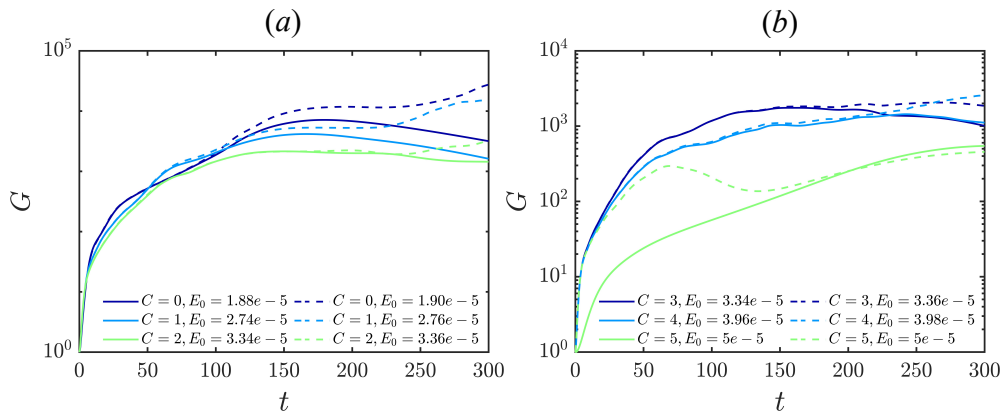 (a)
(b)
10^5
10^0
G
0 50 100 150 200 250 300
t
C = 0, E_0 = 1.88e − 5
C = 1, E_0 = 2.74e − 5
C = 2, E_0 = 3.34e − 5
C = 0, E_0 = 1.90e − 5
C = 1, E_0 = 2.76e − 5
C = 2, E_0 = 3.36e − 5
10^4
10^3
10^2
10^1
10^0
G
0 50 100 150 200 250 300
t
C = 3, E_0 = 3.34e − 5
C = 4, E_0 = 3.96e − 5
C = 5, E_0 = 5e − 5
C = 3, E_0 = 3.36e − 5
C = 4, E_0 = 3.98e − 5
C = 5, E_0 = 5e − 5